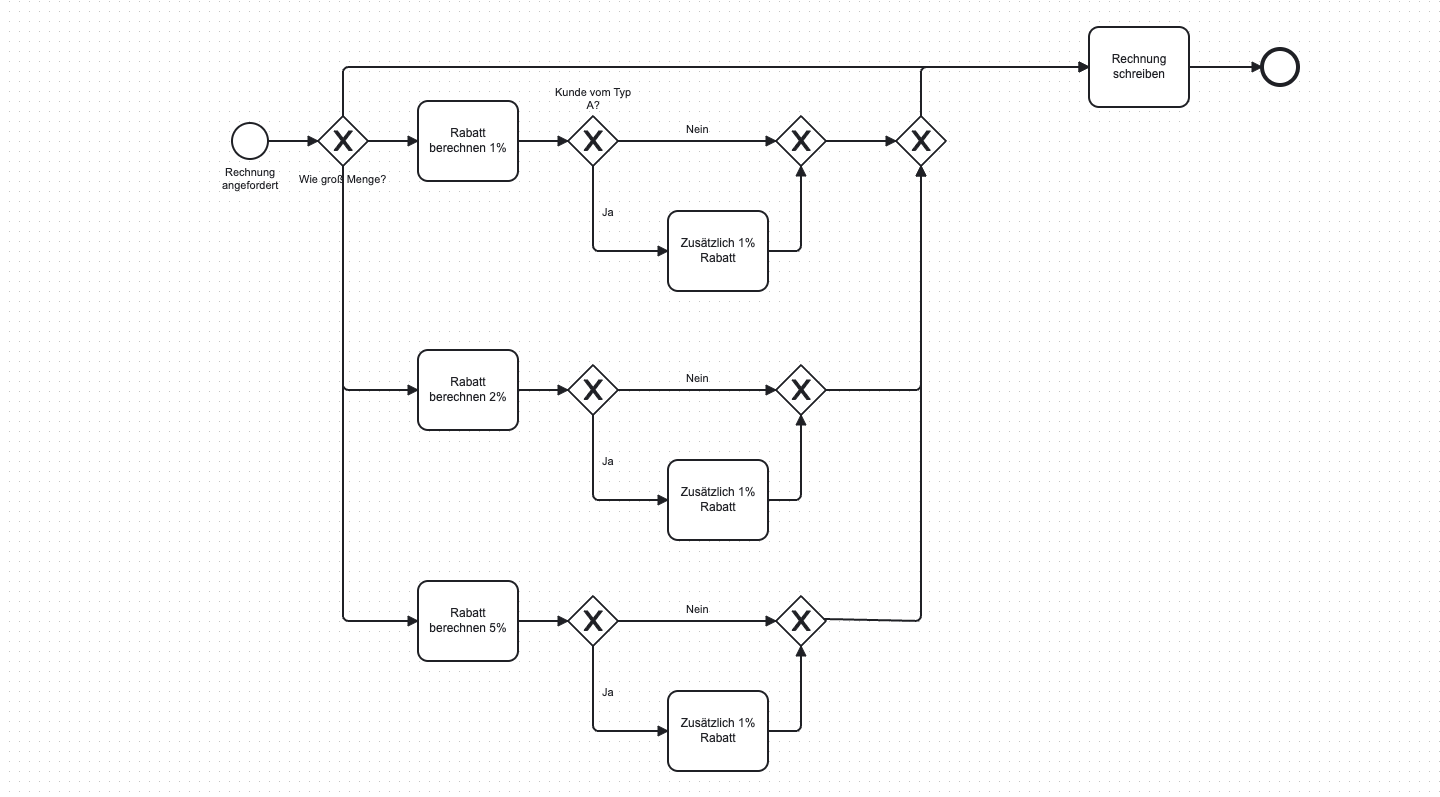 Rechnung
schreiben
Kunde vom Typ
A?
Rabatt
berechnen 1%
Nein
Rechnung
angefordert
Wie groß Menge?
Ja
Zusätzlich 1%
Rabatt
Rabatt
berechnen 2%
Nein
Ja
Zusätzlich 1%
Rabatt
Rabatt
berechnen 5%
Nein
Ja
Zusätzlich 1%
Rabatt